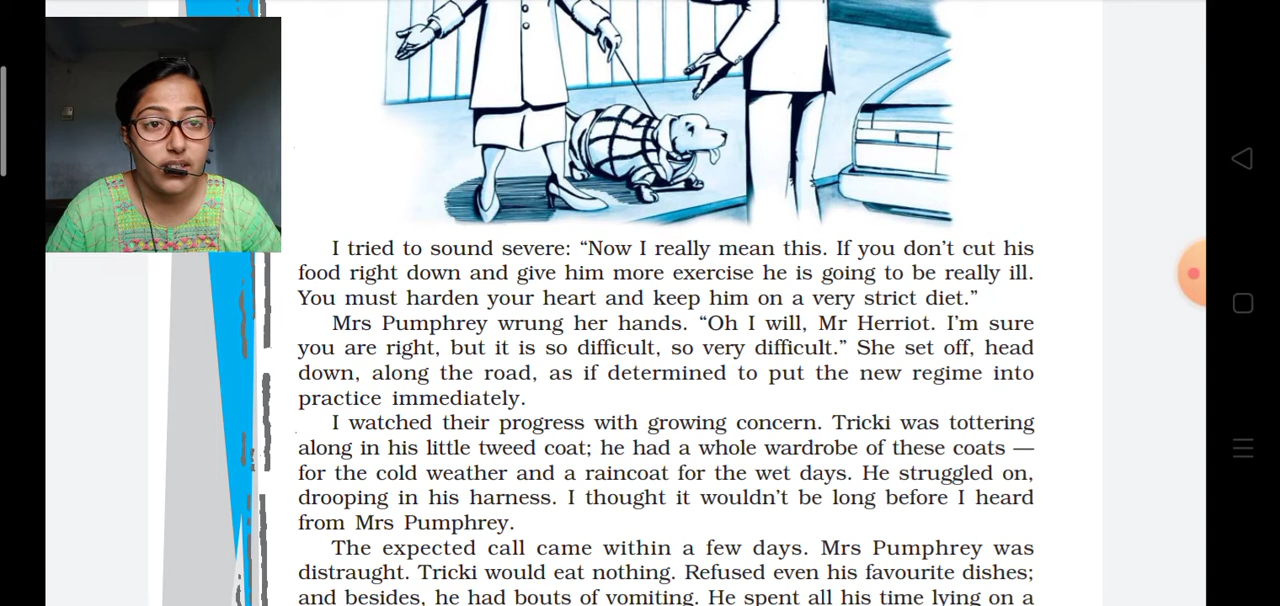 I tried to sound severe: “Now I really mean this. If you don’t cut his
food right down and give him more exercise he is going to be really ill.
You must harden your heart and keep him on a very strict diet.”
Mrs Pumphrey wrung her hands. “Oh I will, Mr Herriot. I’m sure
you are right, but it is so difficult, so very difficult.” She set off, head
down, along the road, as if determined to put the new regime into
practice immediately.
I watched their progress with growing concern. Tricki was tottering
along in his little tweed coat; he had a whole wardrobe of these coats —
for the cold weather and a raincoat for the wet days. He struggled on,
drooping in his harness. I thought it wouldn’t be long before I heard
from Mrs Pumphrey.
The expected call came within a few days. Mrs Pumphrey was
distraught. Tricki would eat nothing. Refused even his favourite dishes;
and besides, he had bouts of vomiting. He spent all his time lying on a